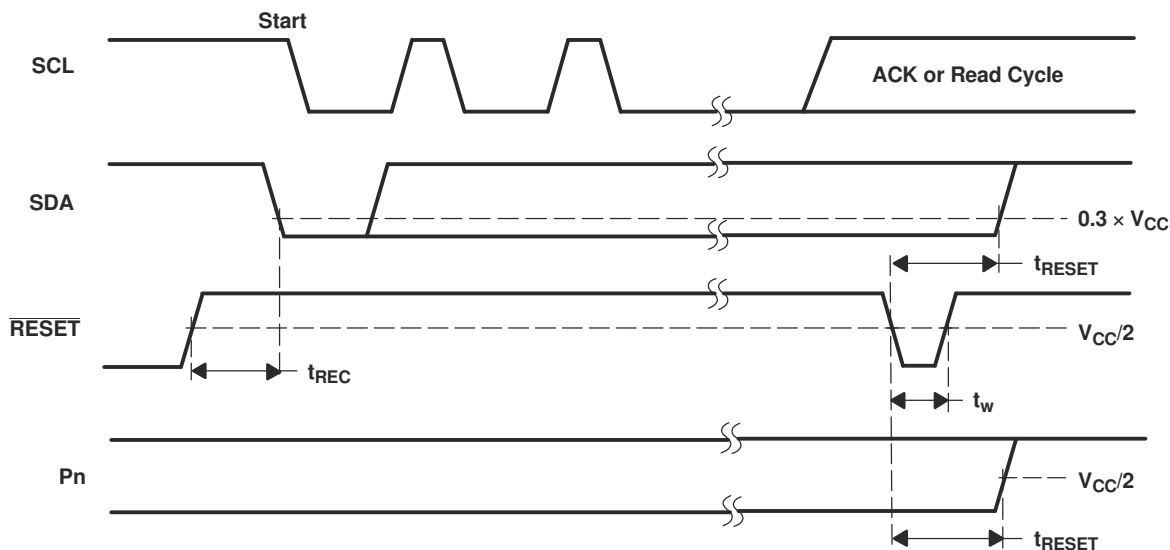 Start
SCL
ACK or Read Cycle
SDA
0.3 × VCC
tRESET
RESET
VCC/2
tREC
tw
Pn
VCC/2
tRESET